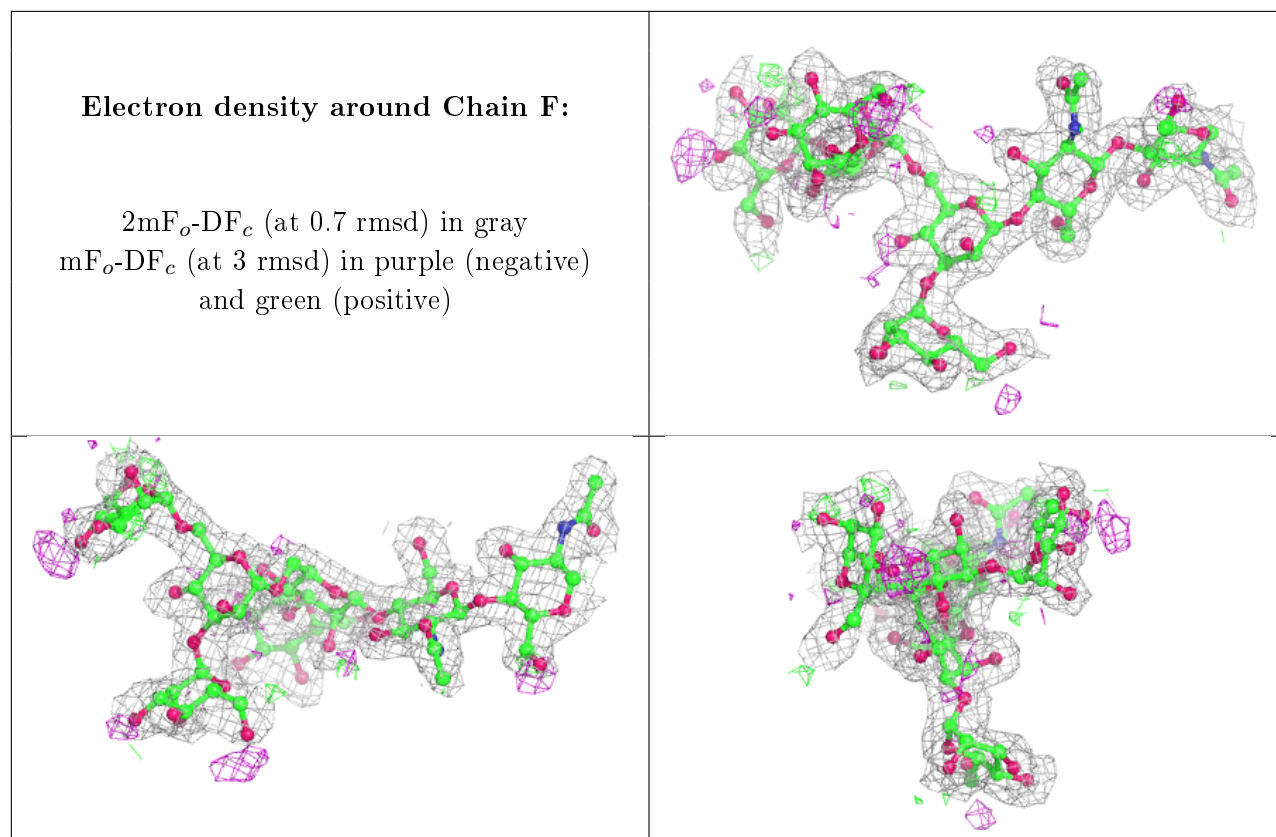 Electron density around Chain F:
2mF_o-DF_c (at 0.7 rmsd) in gray
mF_o-DF_c (at 3 rmsd) in purple (negative)
and green (positive)